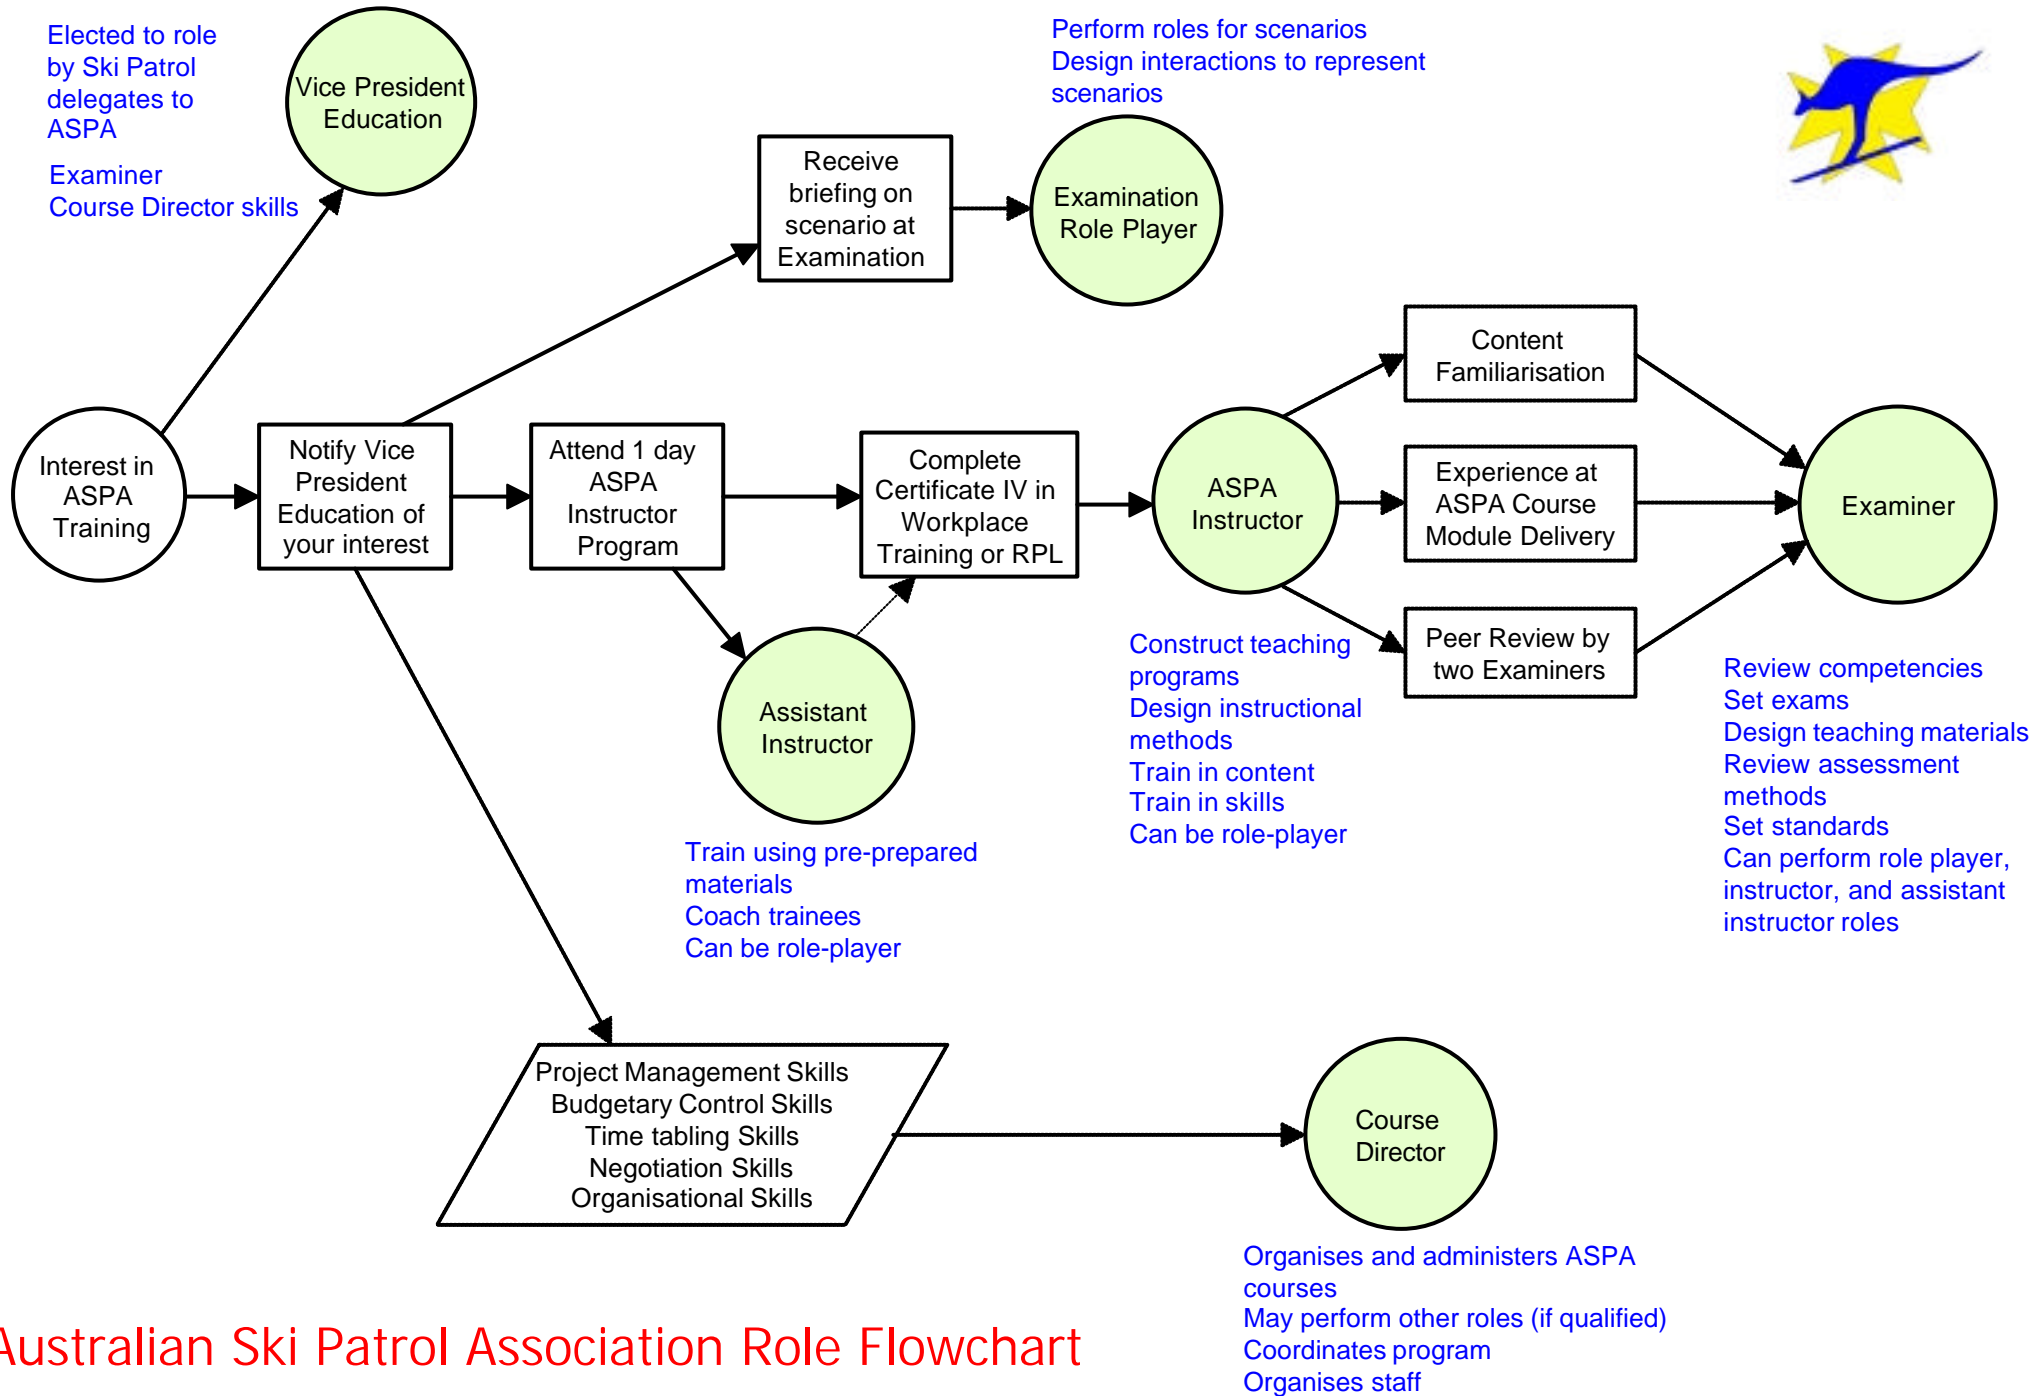 Elected to role
by Ski Patrol
delegates to
ASPA
Examiner
Course Director skills
Vice President
Education
Perform roles for scenarios
Design interactions to represent
scenarios
Receive
briefing on
scenario at
Examination
Examination
Role Player
Interest in
ASPA
Training
Notify Vice
President
Education of
your interest
Attend 1 day
ASPA
Instructor
Program
Complete
Certificate IV in
Workplace
Training or RPL
ASPA
Instructor
Content
Familiarisation
Experience at
ASPA Course
Module Delivery
Peer Review by
two Examiners
Examiner
Assistant
Instructor
Train using pre-prepared
materials
Coach trainees
Can be role-player
Construct teaching
programs
Design instructional
methods
Train in content
Train in skills
Can be role-player
Review competencies
Set exams
Design teaching materials
Review assessment
methods
Set standards
Can perform role player,
instructor, and assistant
instructor roles
Project Management Skills
Budgetary Control Skills
Time tabling Skills
Negotiation Skills
Organisational Skills
Course
Director
Organises and administers ASPA
courses
May perform other roles (if qualified)
Coordinates program
Organises staff
Australian Ski Patrol Association Role Flowchart